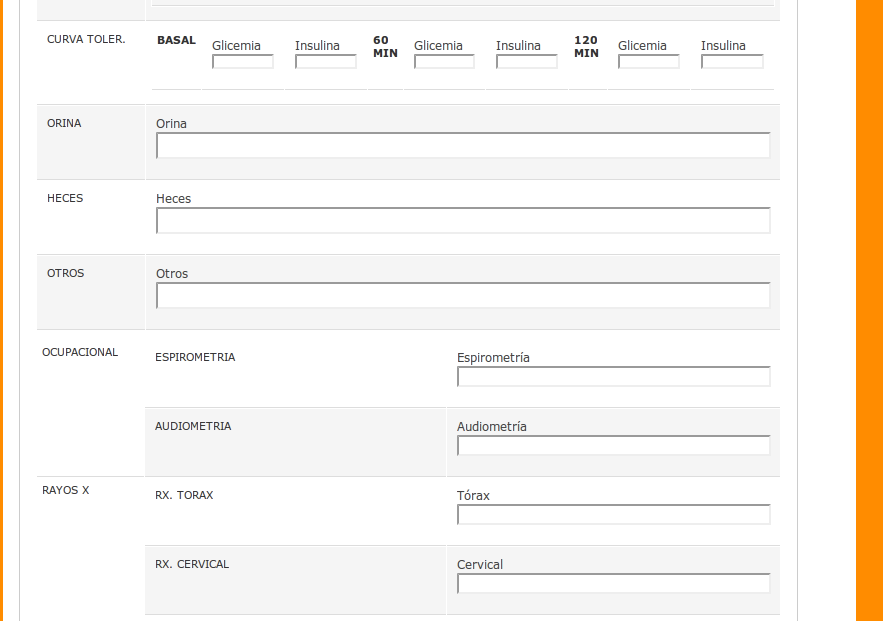 CURVA TOLER. BASAL Glicemia Insulina 60 MIN Glicemia Insulina 120 MIN Glicemia Insulina
ORINA Orina
HECES Heces
OTROS Otros
OCUPACIONAL ESPIROMETRIA Espirometría
AUDIOMETRIA Audiometría
RAYOS X RX. TORAX Tórax
RX. CERVICAL Cervical